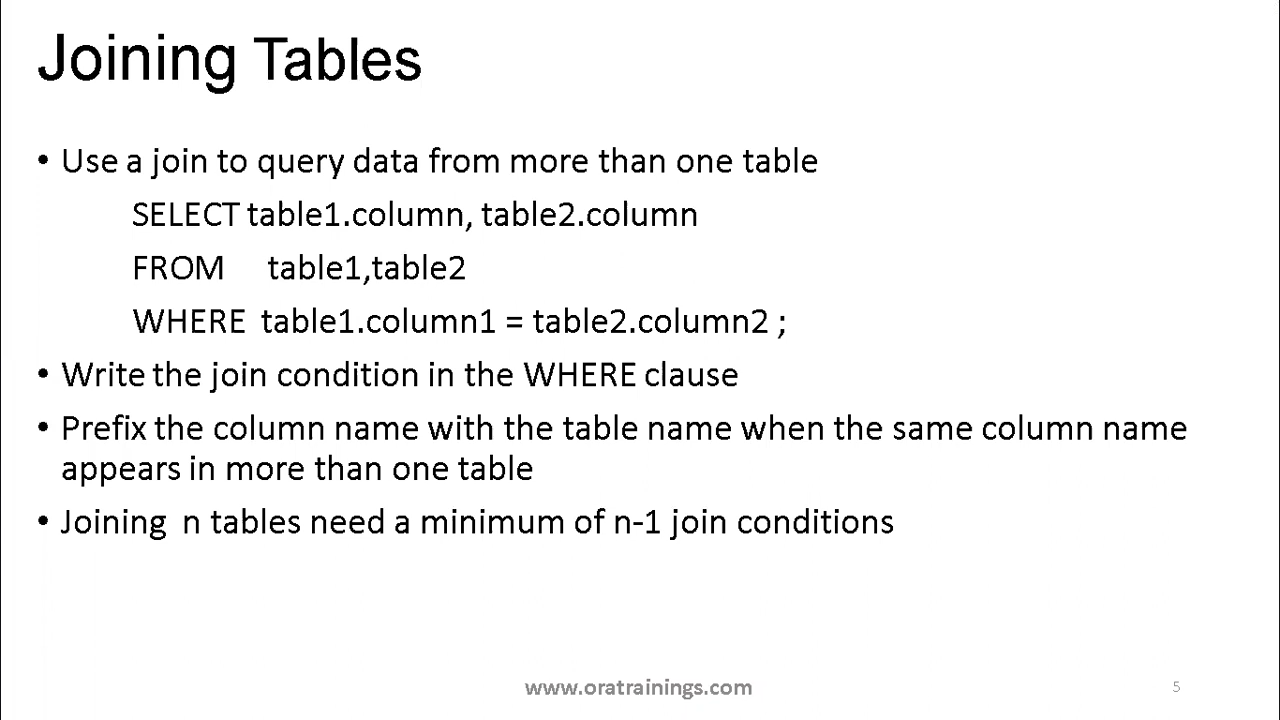 Joining Tables
• Use a join to query data from more than one table
SELECT table1.column, table2.column
FROM table1,table2
WHERE table1.column1 = table2.column2 ;
• Write the join condition in the WHERE clause
• Prefix the column name with the table name when the same column name
appears in more than one table
• Joining n tables need a minimum of n-1 join conditions
www.oratrainings.com
5